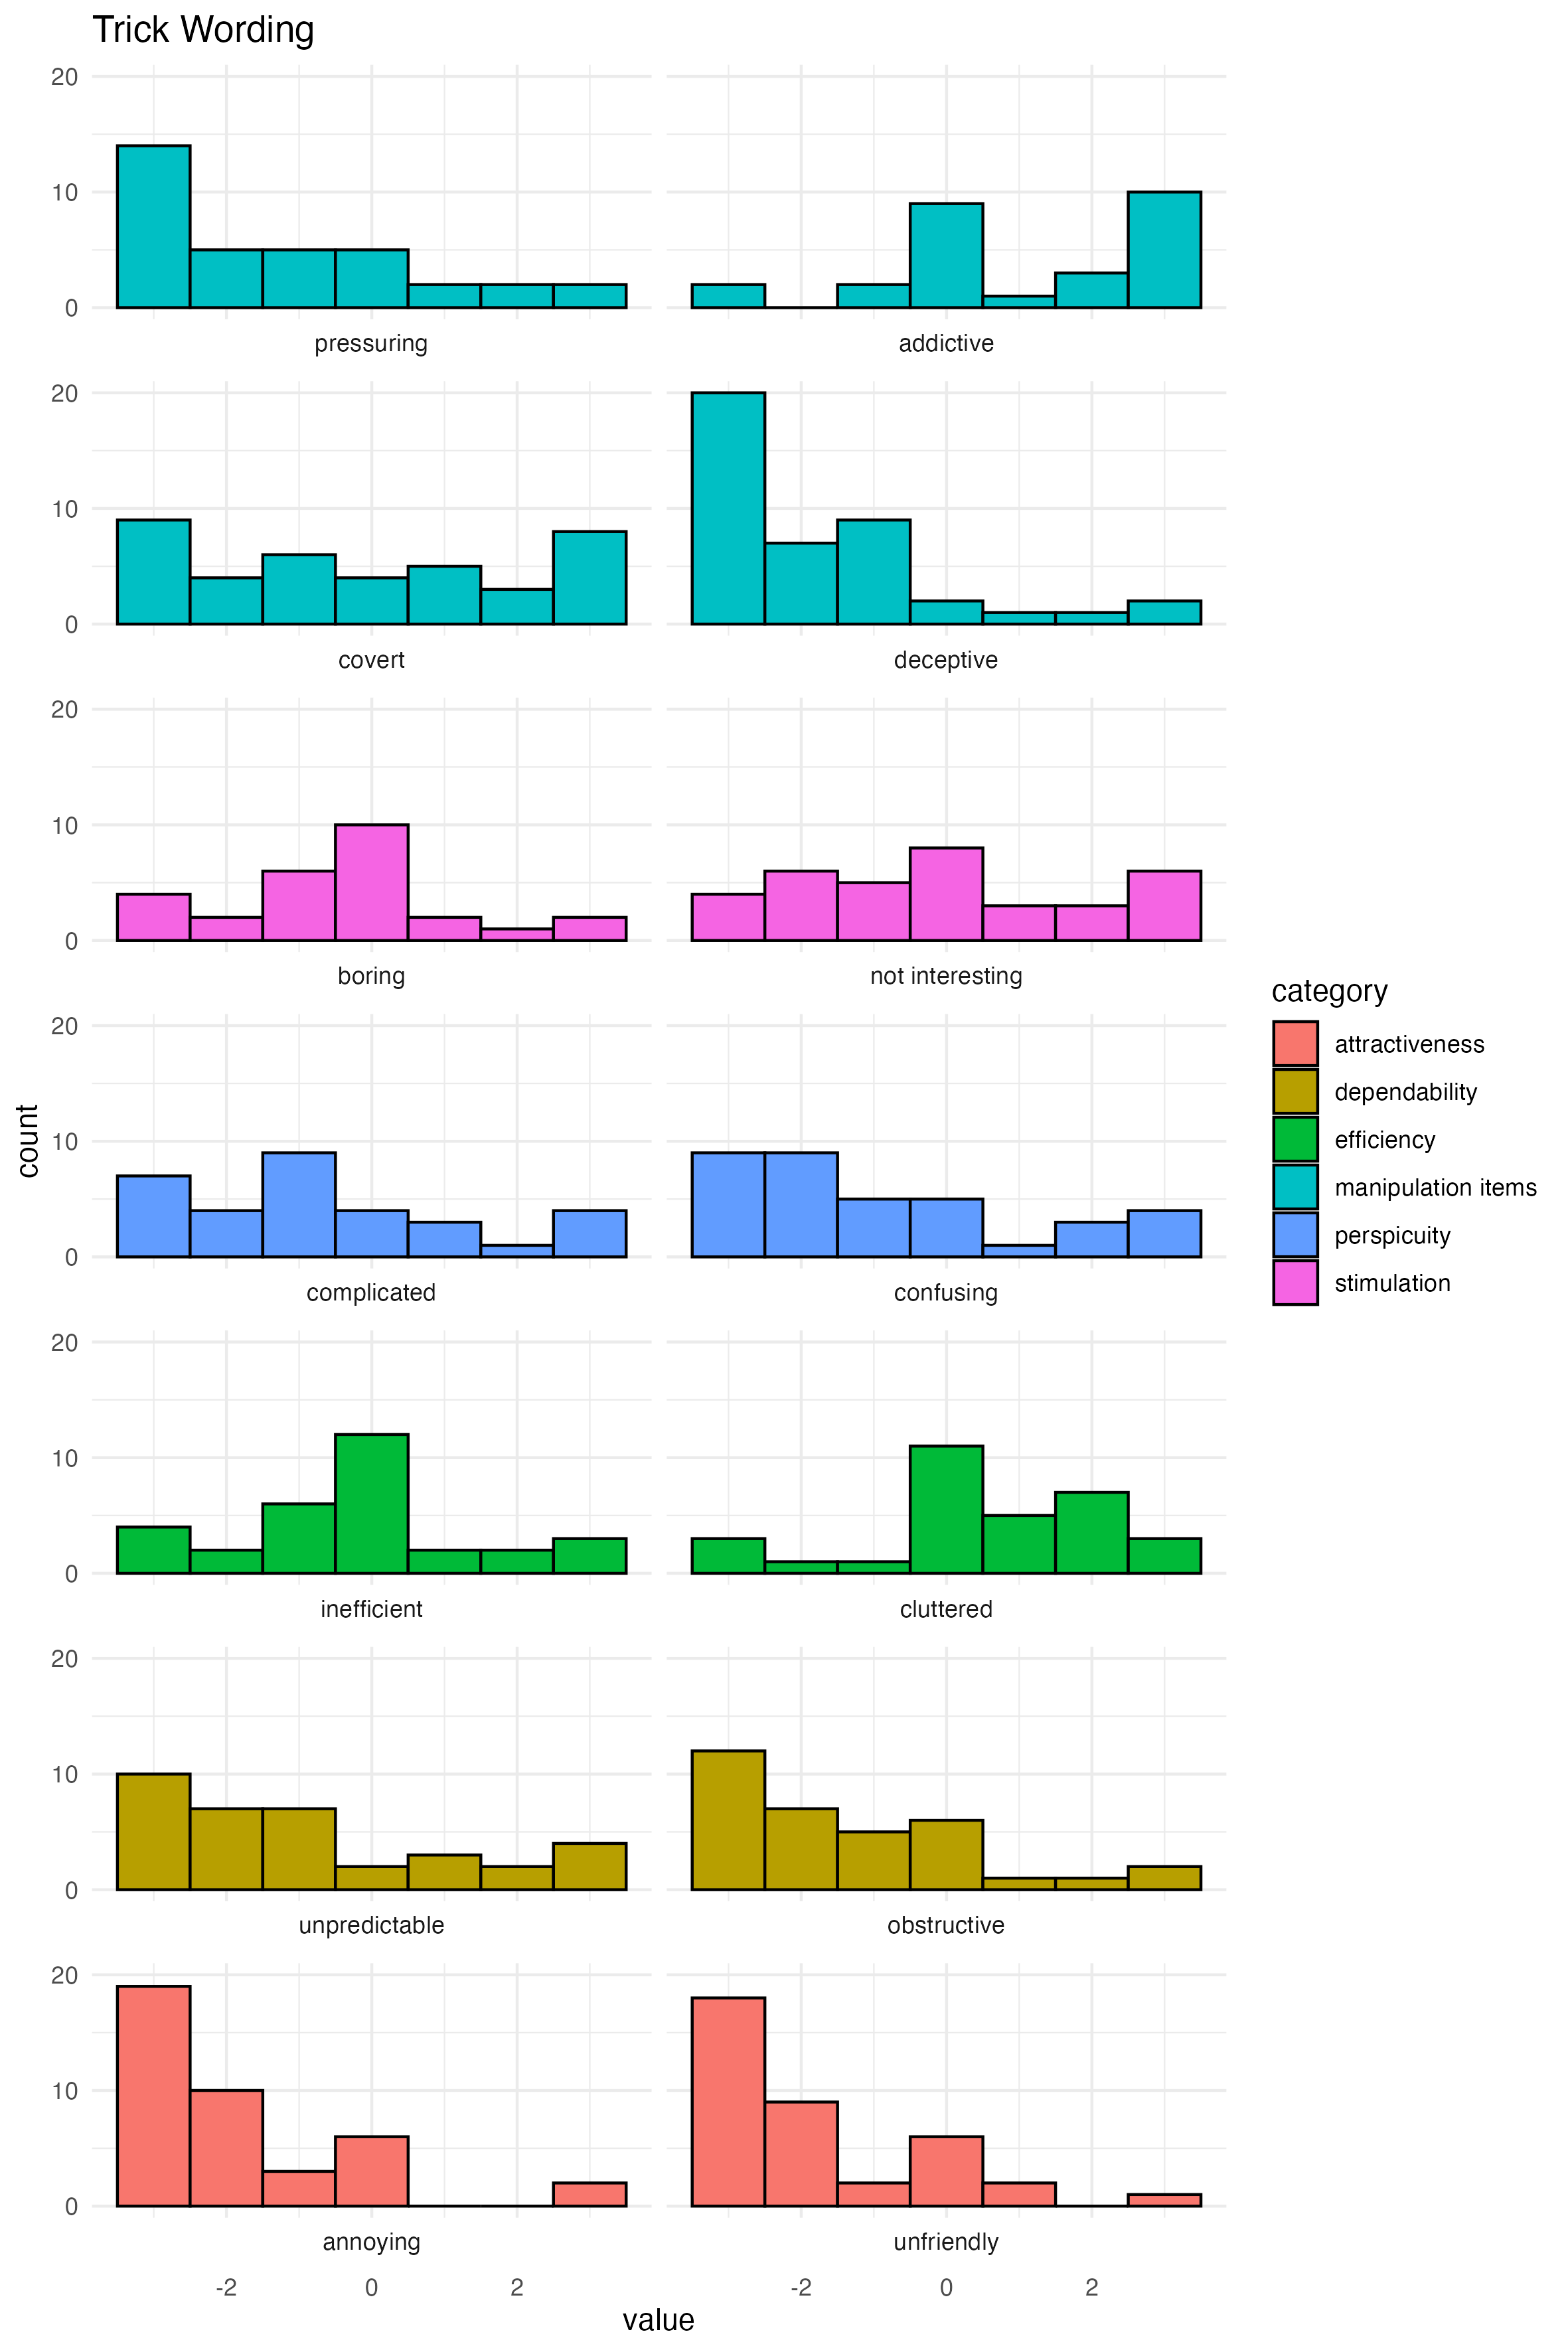 Trick Wording
20
10
0
pressuring
addictive
20
10
0
covert
deceptive
20
10
0
boring
not interesting
20
10
0
complicated
confusing
20
10
0
inefficient
cluttered
20
10
0
unpredictable
obstructive
20
10
0
annoying
unfriendly
-2 0 2
-2 0 2
value
count
category
attractiveness
dependability
efficiency
manipulation items
perspicuity
stimulation